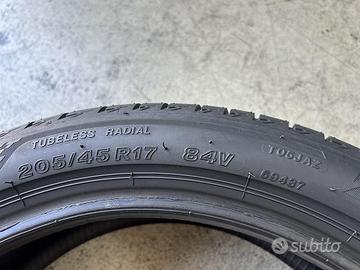 TUBELESS RADIAL
205/45 R17 84V
T06JAZ
69437
subito